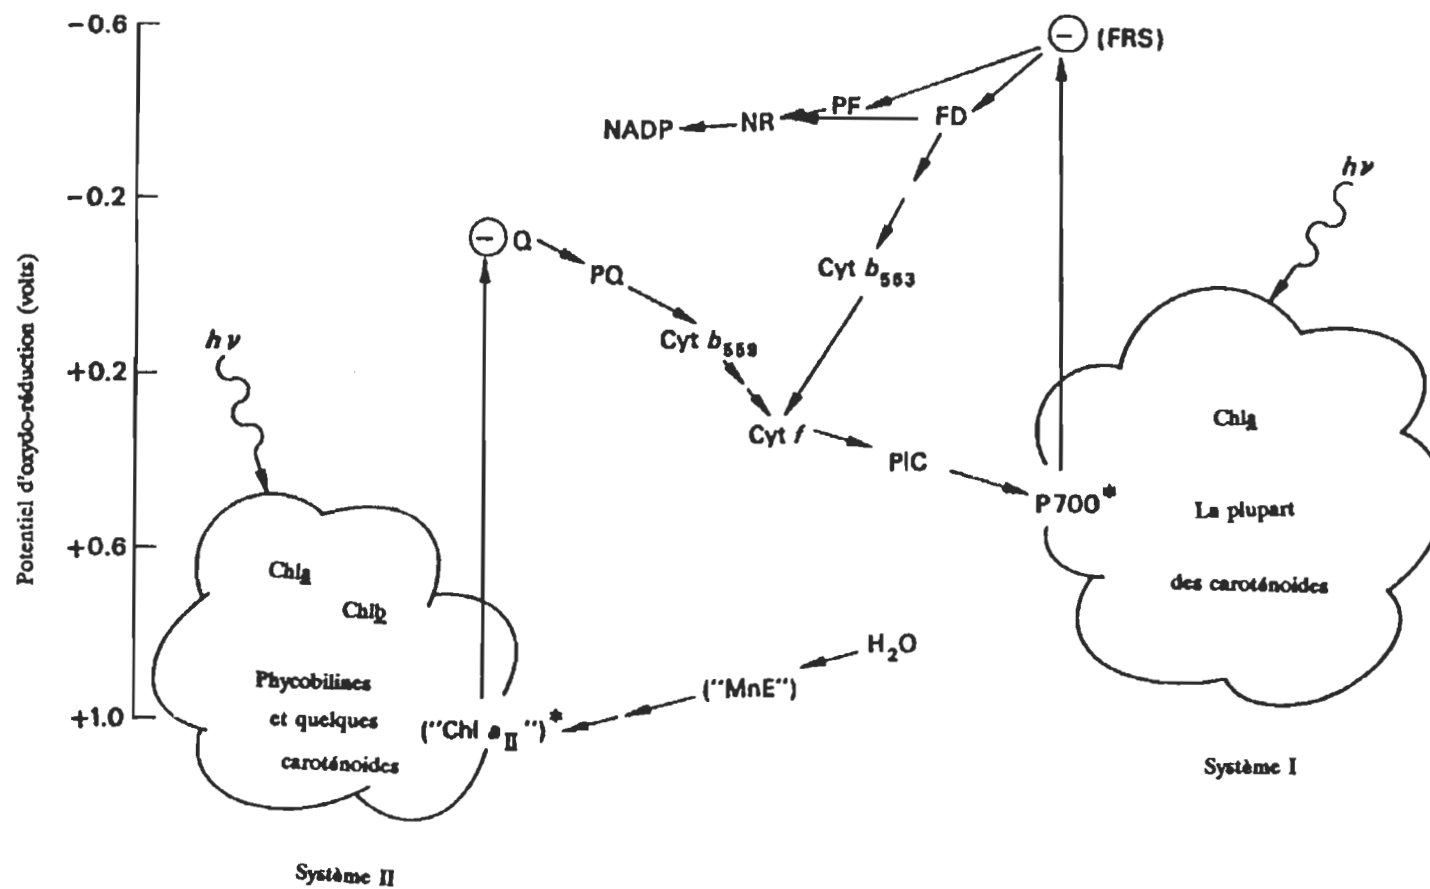 −0.6
−0.2
+0.2
+0.6
+1.0
Potentiel d'oxydo-réduction (volts)
− (FRS)
PF
FD
NR
NADP
hν
− Q
PQ
Cyt b553
Cyt b559
hν
Cyt f
PIC
P700*
Chla
La plupart
des caroténoides
Système I
Chla
Chlb
Phycobilines
et quelques
caroténoides
H2O
("MnE")
("Chl aII")*
Système II